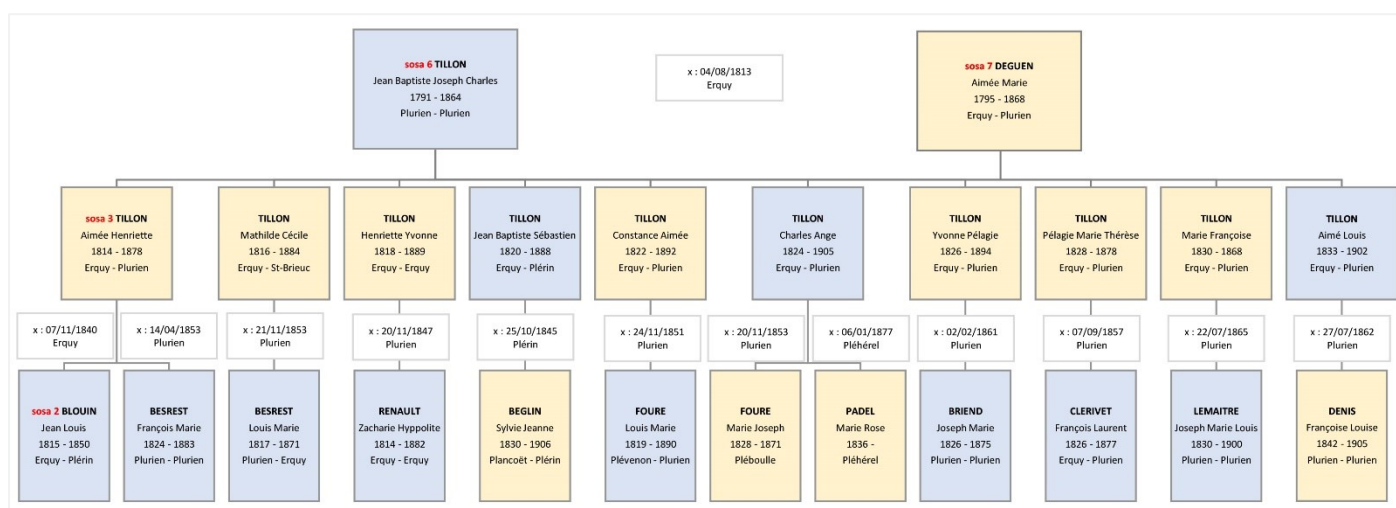 sosa 6 TILLON
Jean Baptiste Joseph Charles
1791 - 1864
Plurien - Plurien
x : 04/08/1813
Erquy
sosa 7 DEGUEN
Aimée Marie
1795 - 1868
Erquy - Plurien
sosa 3 TILLON
Aimée Henriette
1814 - 1878
Erquy - Plurien
TILLON
Mathilde Cécile
1816 - 1884
Erquy - St-Brieuc
TILLON
Henriette Yvonne
1818 - 1889
Erquy - Erquy
TILLON
Jean Baptiste Sébastien
1820 - 1888
Erquy - Plérin
TILLON
Constance Aimée
1822 - 1892
Erquy - Plurien
TILLON
Charles Ange
1824 - 1905
Erquy - Plurien
TILLON
Yvonne Pélagie
1826 - 1894
Erquy - Plurien
TILLON
Pélagie Marie Thérèse
1828 - 1878
Erquy - Plurien
TILLON
Marie Françoise
1830 - 1868
Erquy - Plurien
TILLON
Aimé Louis
1833 - 1902
Erquy - Plurien
x : 07/11/1840
Erquy
x : 14/04/1853
Plurien
x : 21/11/1853
Plurien
x : 20/11/1847
Plurien
x : 25/10/1845
Plérin
x : 24/11/1851
Plurien
x : 20/11/1853
Plurien
x : 06/01/1877
Pléhérel
x : 02/02/1861
Plurien
x : 07/09/1857
Plurien
x : 22/07/1865
Plurien
x : 27/07/1862
Plurien
sosa 2 BLOUIN
Jean Louis
1815 - 1850
Erquy - Plérin
BESREST
François Marie
1824 - 1883
Plurien - Plurien
BESREST
Louis Marie
1817 - 1871
Plurien - Erquy
RENAULT
Zacharie Hyppolite
1814 - 1882
Erquy - Erquy
BEGLIN
Sylvie Jeanne
1830 - 1906
Plancoët - Plérin
FOURE
Louis Marie
1819 - 1890
Plévenon - Plurien
FOURE
Marie Joseph
1828 - 1871
Pléboulle
PADEL
Marie Rose
1836 -
Pléhérel
BRIEND
Joseph Marie
1826 - 1875
Plurien - Plurien
CLERIVET
François Laurent
1826 - 1877
Erquy - Plurien
LEMAITRE
Joseph Marie Louis
1830 - 1900
Plurien - Plurien
DENIS
Françoise Louise
1842 - 1905
Plurien - Plurien